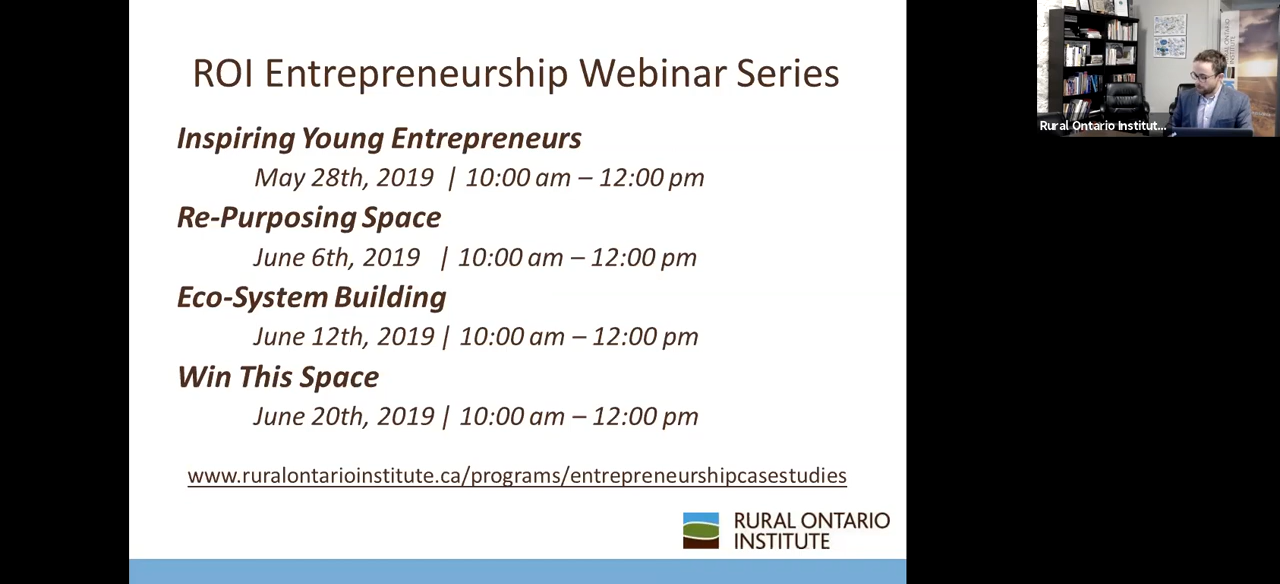 ROI Entrepreneurship Webinar Series
Inspiring Young Entrepreneurs
May 28th, 2019 | 10:00 am – 12:00 pm
Re-Purposing Space
June 6th, 2019 | 10:00 am – 12:00 pm
Eco-System Building
June 12th, 2019 | 10:00 am – 12:00 pm
Win This Space
June 20th, 2019 | 10:00 am – 12:00 pm
www.ruralontarioinstitute.ca/programs/entrepreneurshipcasestudies
RURAL ONTARIO
INSTITUTE
RURAL ONTARIO
INSTITUTE
Rural Ontario Institut...